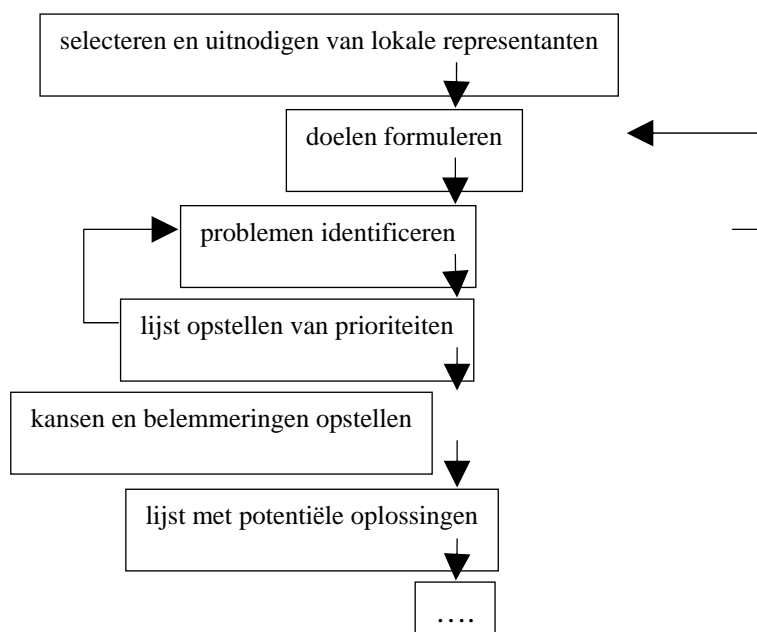 selecteren en uitnodigen van lokale representanten
doelen formuleren
problemen identificeren
lijst opstellen van prioriteiten
kansen en belemmeringen opstellen
lijst met potentiële oplossingen
….